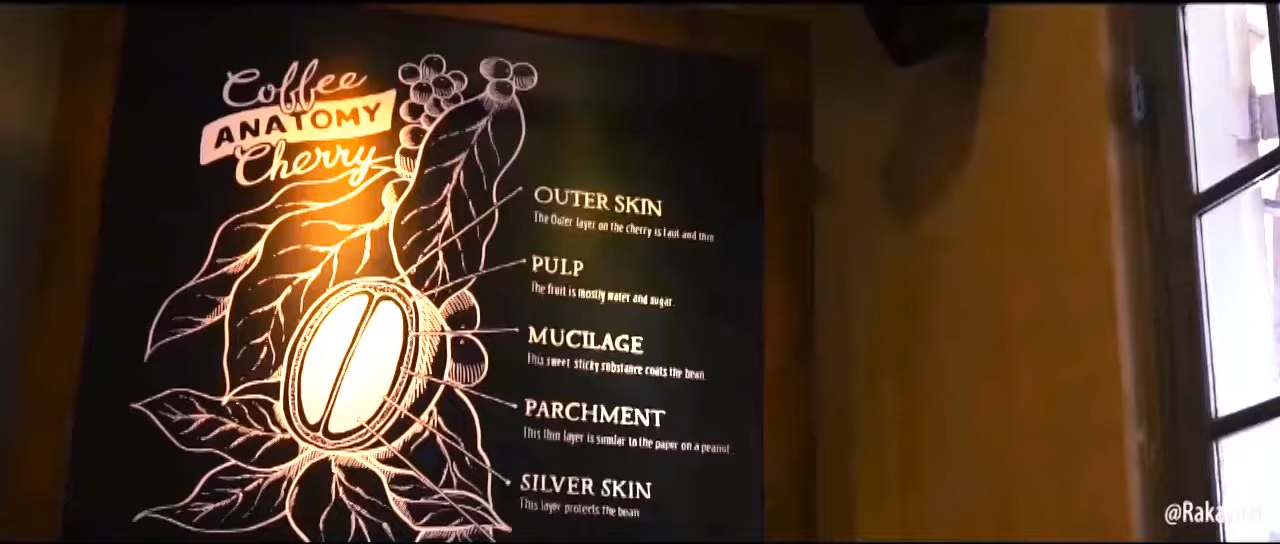 Coffee
ANATOMY
Cherry
OUTER SKIN
The Outer layer on the cherry is taut and thin.
PULP
The fruit is mostly water and sugar.
MUCILAGE
This sweet sticky substance coats the bean.
PARCHMENT
This thin layer is similar to the paper on a peanut.
SILVER SKIN
This layer protects the bean